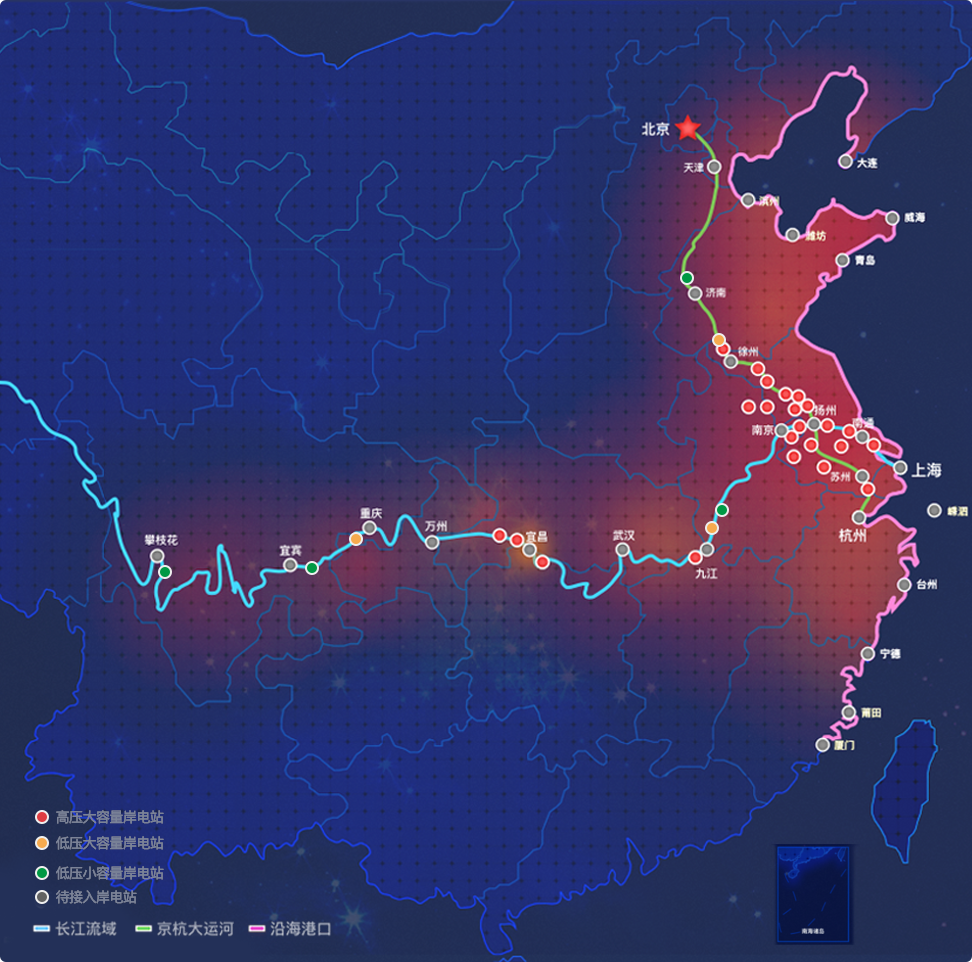 北京
天津
大连
滨州
威海
潍坊
青岛
济南
徐州
扬州
南京
南通
上海
苏州
嵊泗
杭州
重庆
万州
宜昌
武汉
攀枝花
宜宾
九江
台州
宁德
莆田
厦门
高压大容量岸电站
低压大容量岸电站
低压小容量岸电站
待接入岸电站
长江流域 京杭大运河 沿海港口
南海诸岛